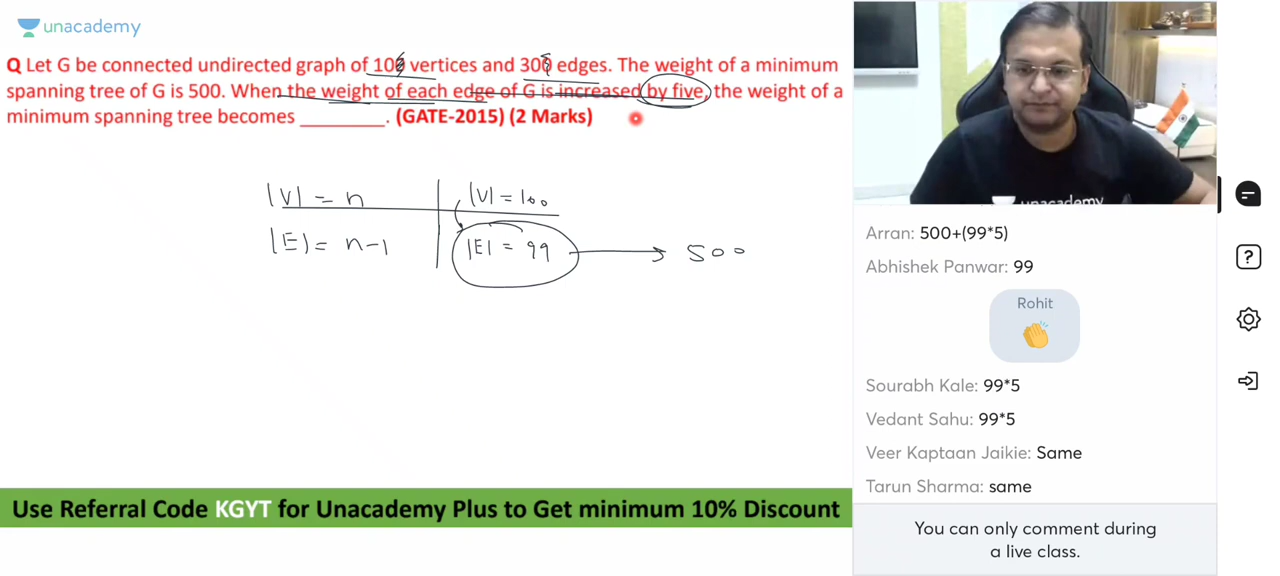 unacademy
Q Let G be connected undirected graph of 100 vertices and 300 edges. The weight of a minimum
spanning tree of G is 500. When the weight of each edge of G is increased by five, the weight of a
minimum spanning tree becomes ________. (GATE-2015) (2 Marks)
|V| = n
|V| = 100
|E| = n-1
|E| = 99
500
unacademy
Arran: 500+(99*5)
Abhishek Panwar: 99
Rohit
Sourabh Kale: 99*5
Vedant Sahu: 99*5
Veer Kaptaan Jaikie: Same
Tarun Sharma: same
You can only comment during
a live class.
Use Referral Code KGYT for Unacademy Plus to Get minimum 10% Discount